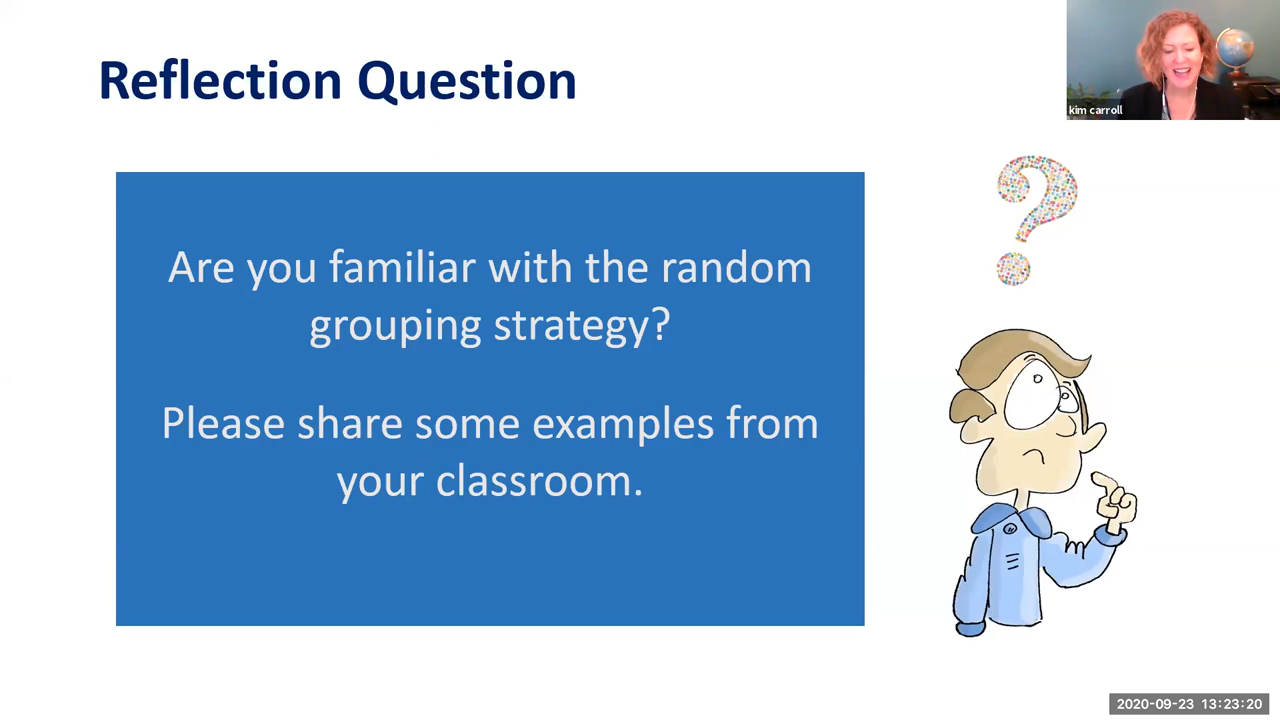 Reflection Question
kim carroll
Are you familiar with the random
grouping strategy?
Please share some examples from
your classroom.
2020-09-23 13:23:20